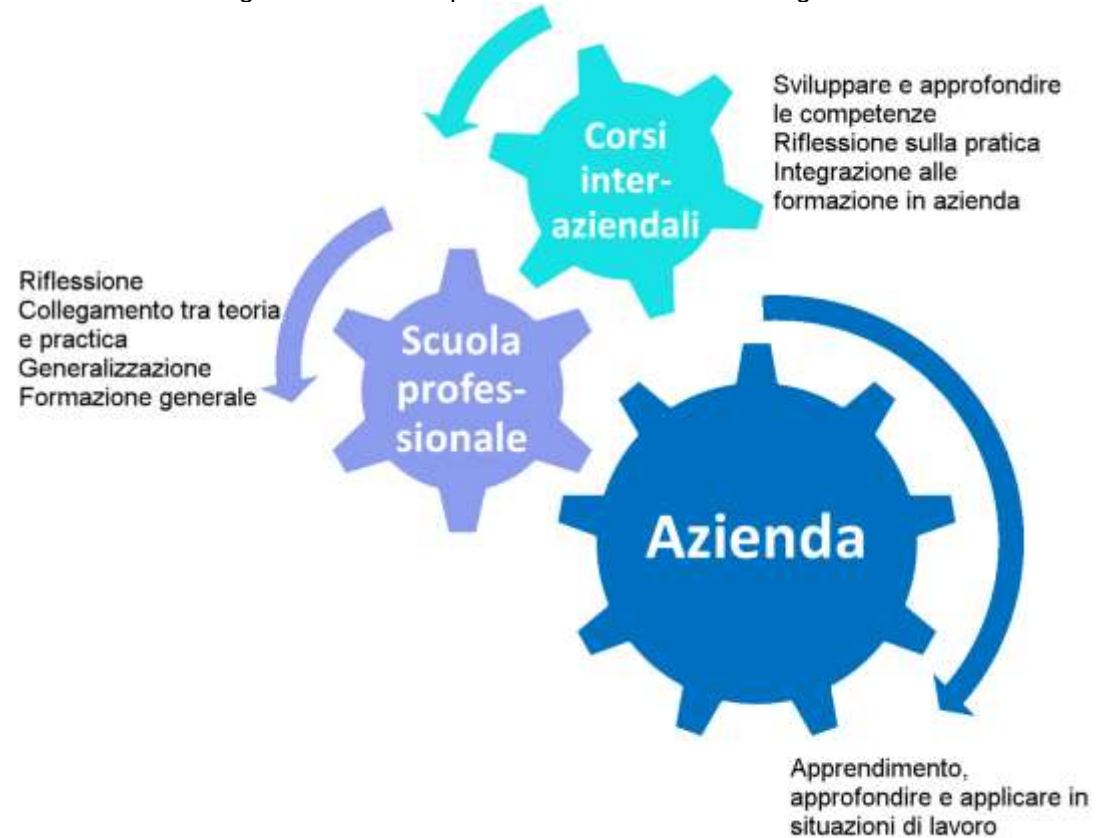 Corsi
inter-
aziendali
Sviluppare e approfondire
le competenze
Riflessione sulla pratica
Integrazione alle
formazione in azienda
Riflessione
Collegamento tra teoria
e practica
Generalizzazione
Formazione generale
Scuola
profes-
sionale
Azienda
Apprendimento,
approfondire e applicare in
situazioni di lavoro